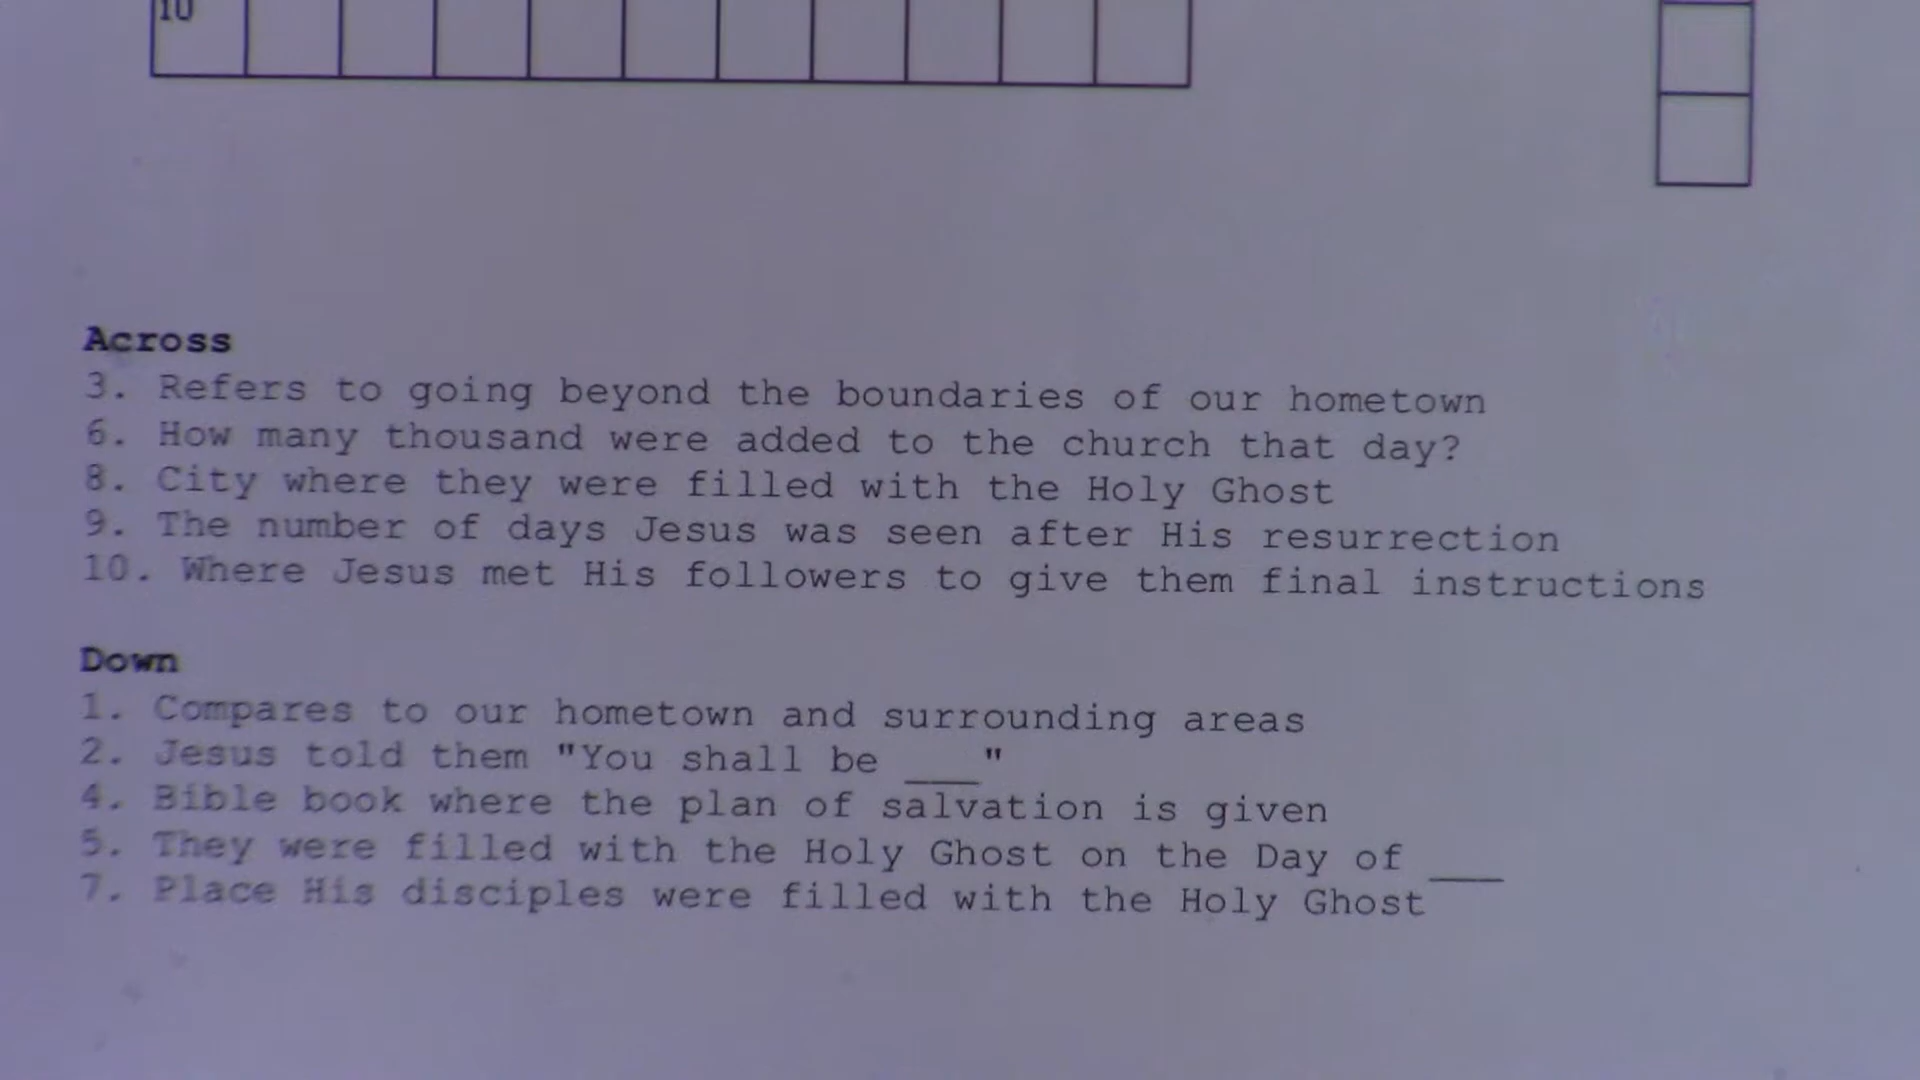 10
Across
3. Refers to going beyond the boundaries of our hometown
6. How many thousand were added to the church that day?
8. City where they were filled with the Holy Ghost
9. The number of days Jesus was seen after His resurrection
10. Where Jesus met His followers to give them final instructions
Down
1. Compares to our hometown and surrounding areas
2. Jesus told them "You shall be ___"
4. Bible book where the plan of salvation is given
5. They were filled with the Holy Ghost on the Day of ___
7. Place His disciples were filled with the Holy Ghost